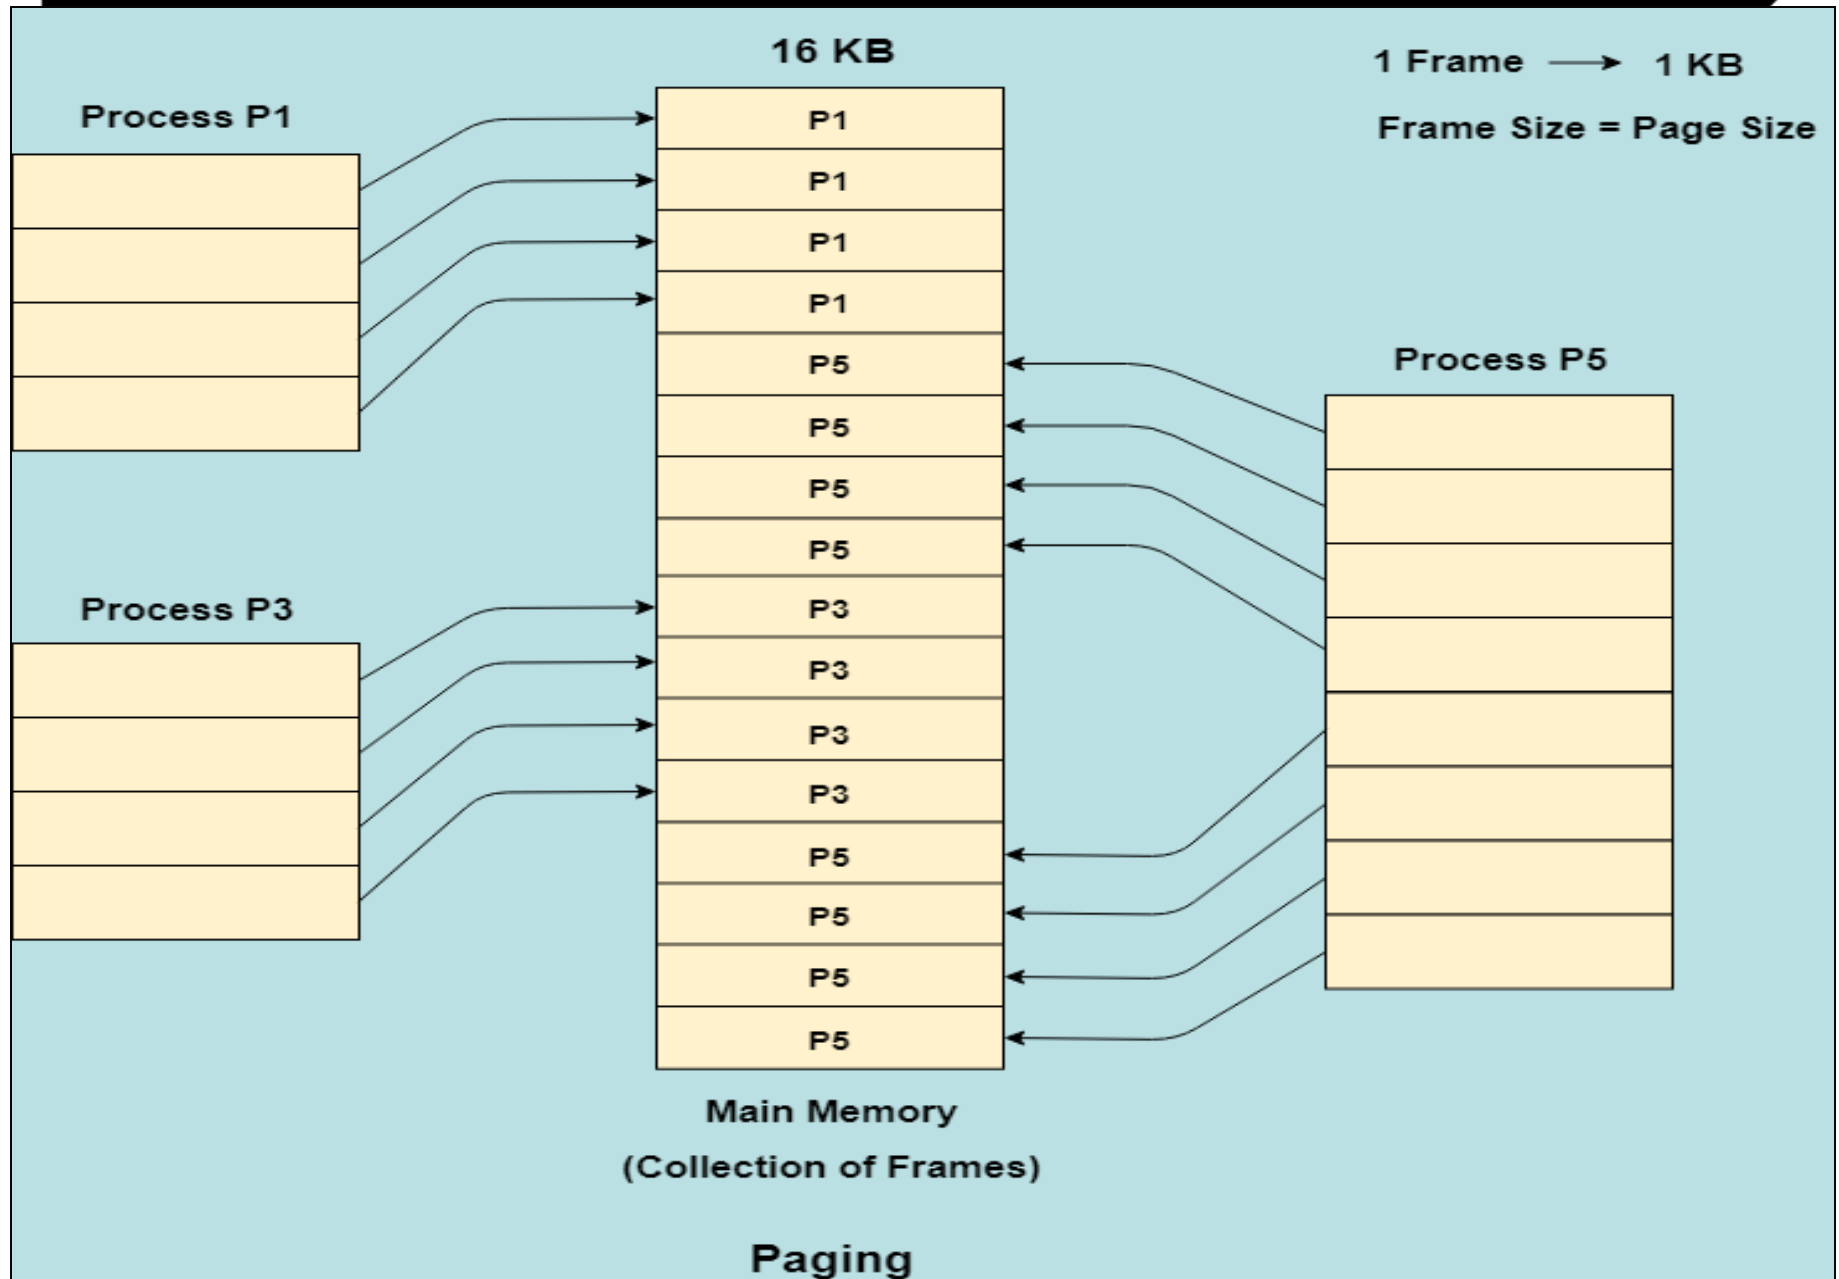 16 KB
1 Frame → 1 KB
Frame Size = Page Size
Process P1
P1
P1
P1
P1
P5
P5
P5
P5
P3
P3
P3
P3
P5
P5
P5
P5
Process P5
Process P3
Main Memory
(Collection of Frames)
Paging